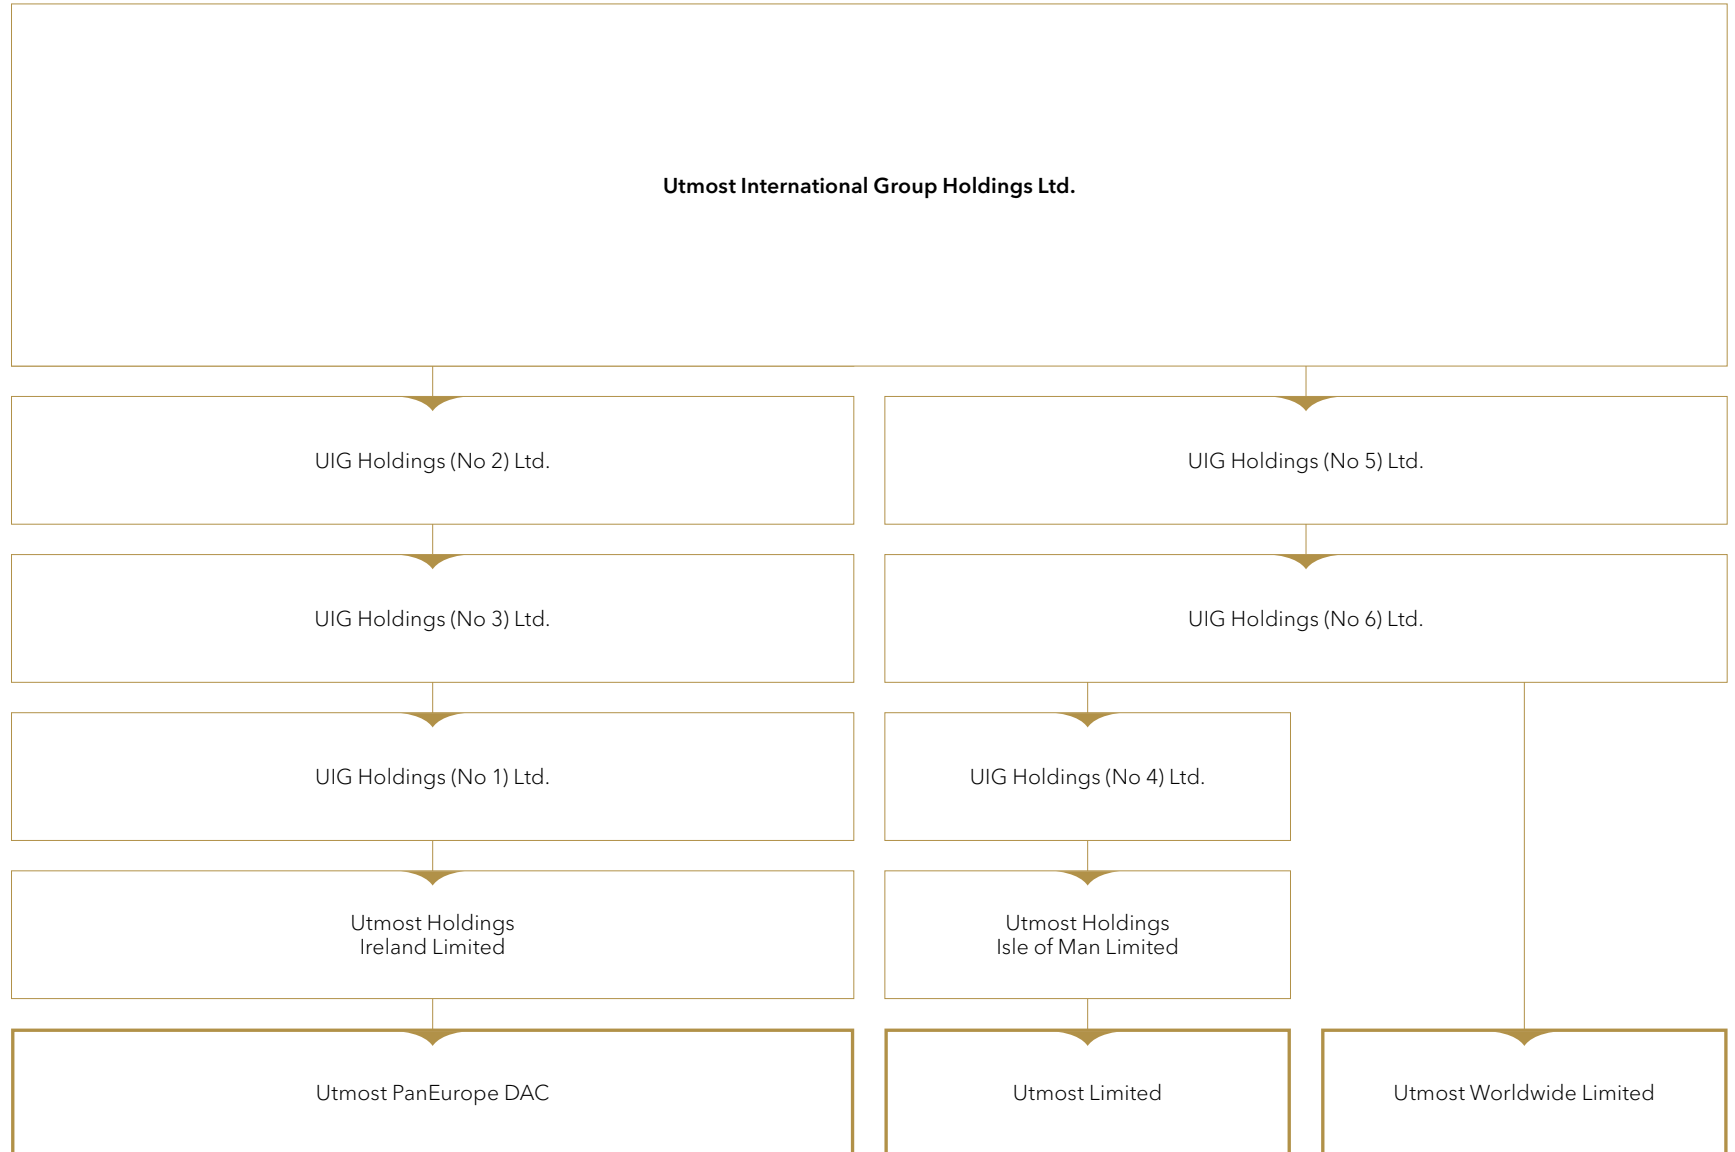 Utmost International Group Holdings Ltd.
UIG Holdings (No 2) Ltd.
UIG Holdings (No 5) Ltd.
UIG Holdings (No 3) Ltd.
UIG Holdings (No 6) Ltd.
UIG Holdings (No 1) Ltd.
UIG Holdings (No 4) Ltd.
Utmost Holdings
Ireland Limited
Utmost Holdings
Isle of Man Limited
Utmost PanEurope DAC
Utmost Limited
Utmost Worldwide Limited